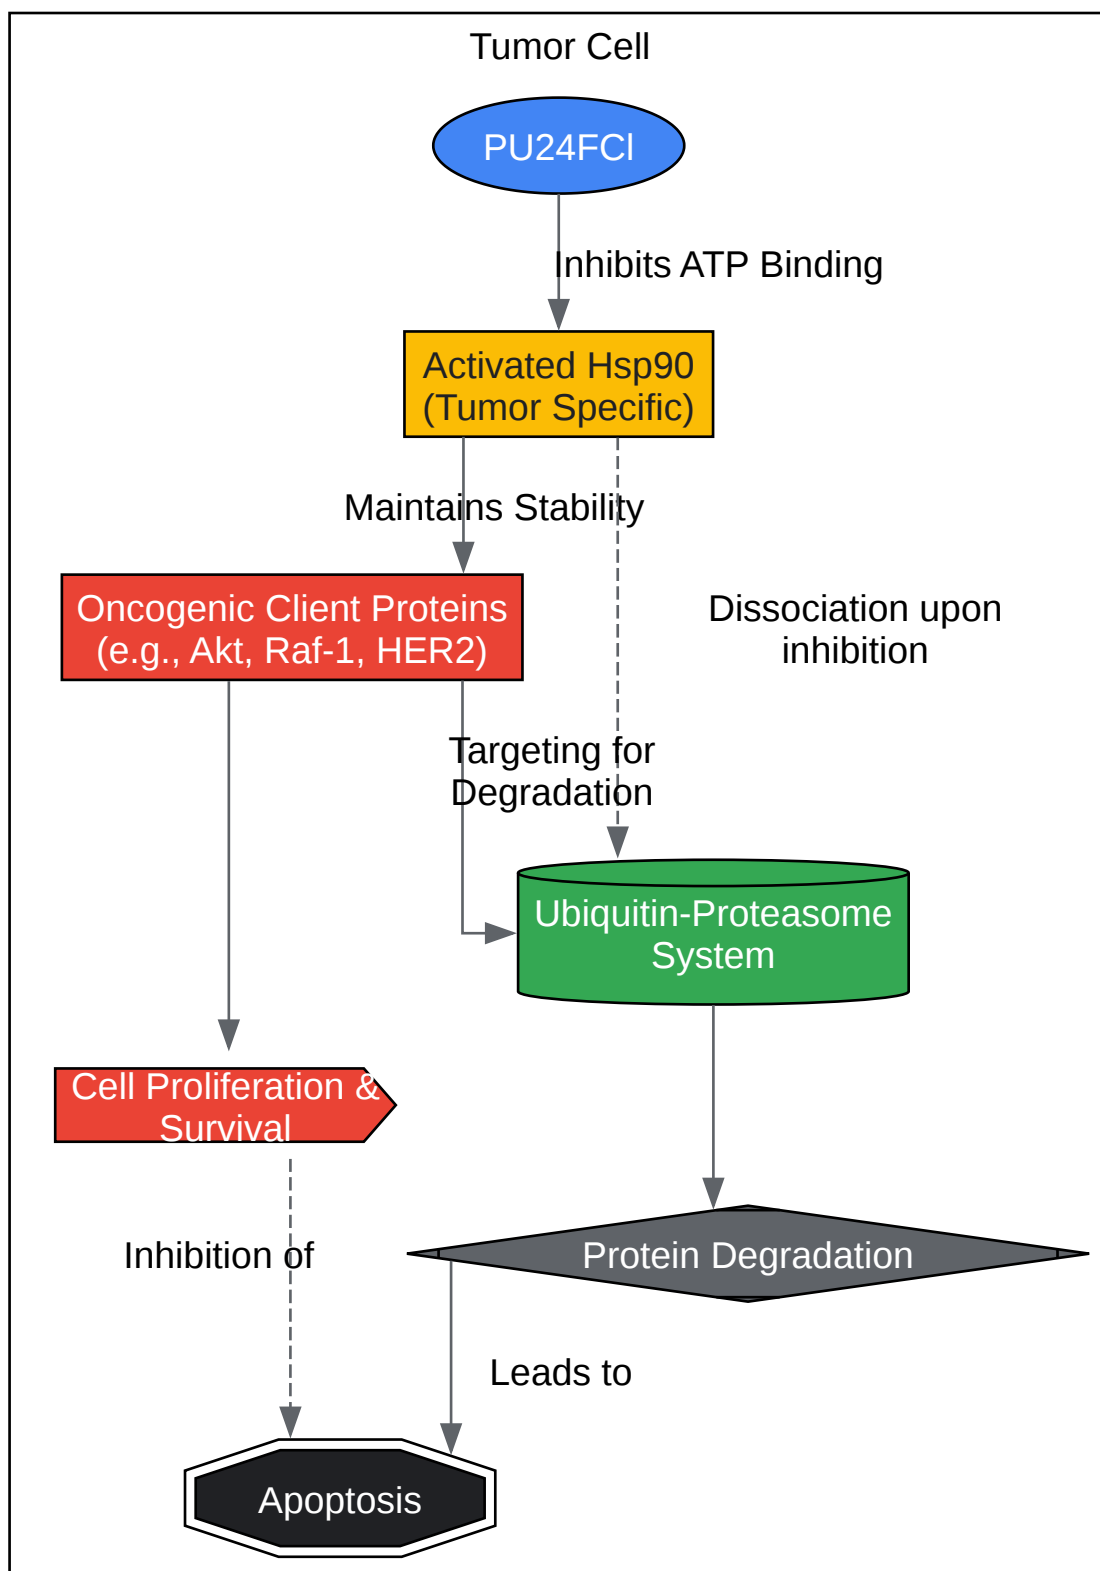 Tumor Cell
PU24FCl
Inhibits ATP Binding
Activated Hsp90
(Tumor Specific)
Maintains Stability
Oncogenic Client Proteins
(e.g., Akt, Raf-1, HER2)
Dissociation upon
inhibition
Targeting for
Degradation
Ubiquitin-Proteasome
System
Cell Proliferation &
Survival
Inhibition of
Protein Degradation
Leads to
Apoptosis